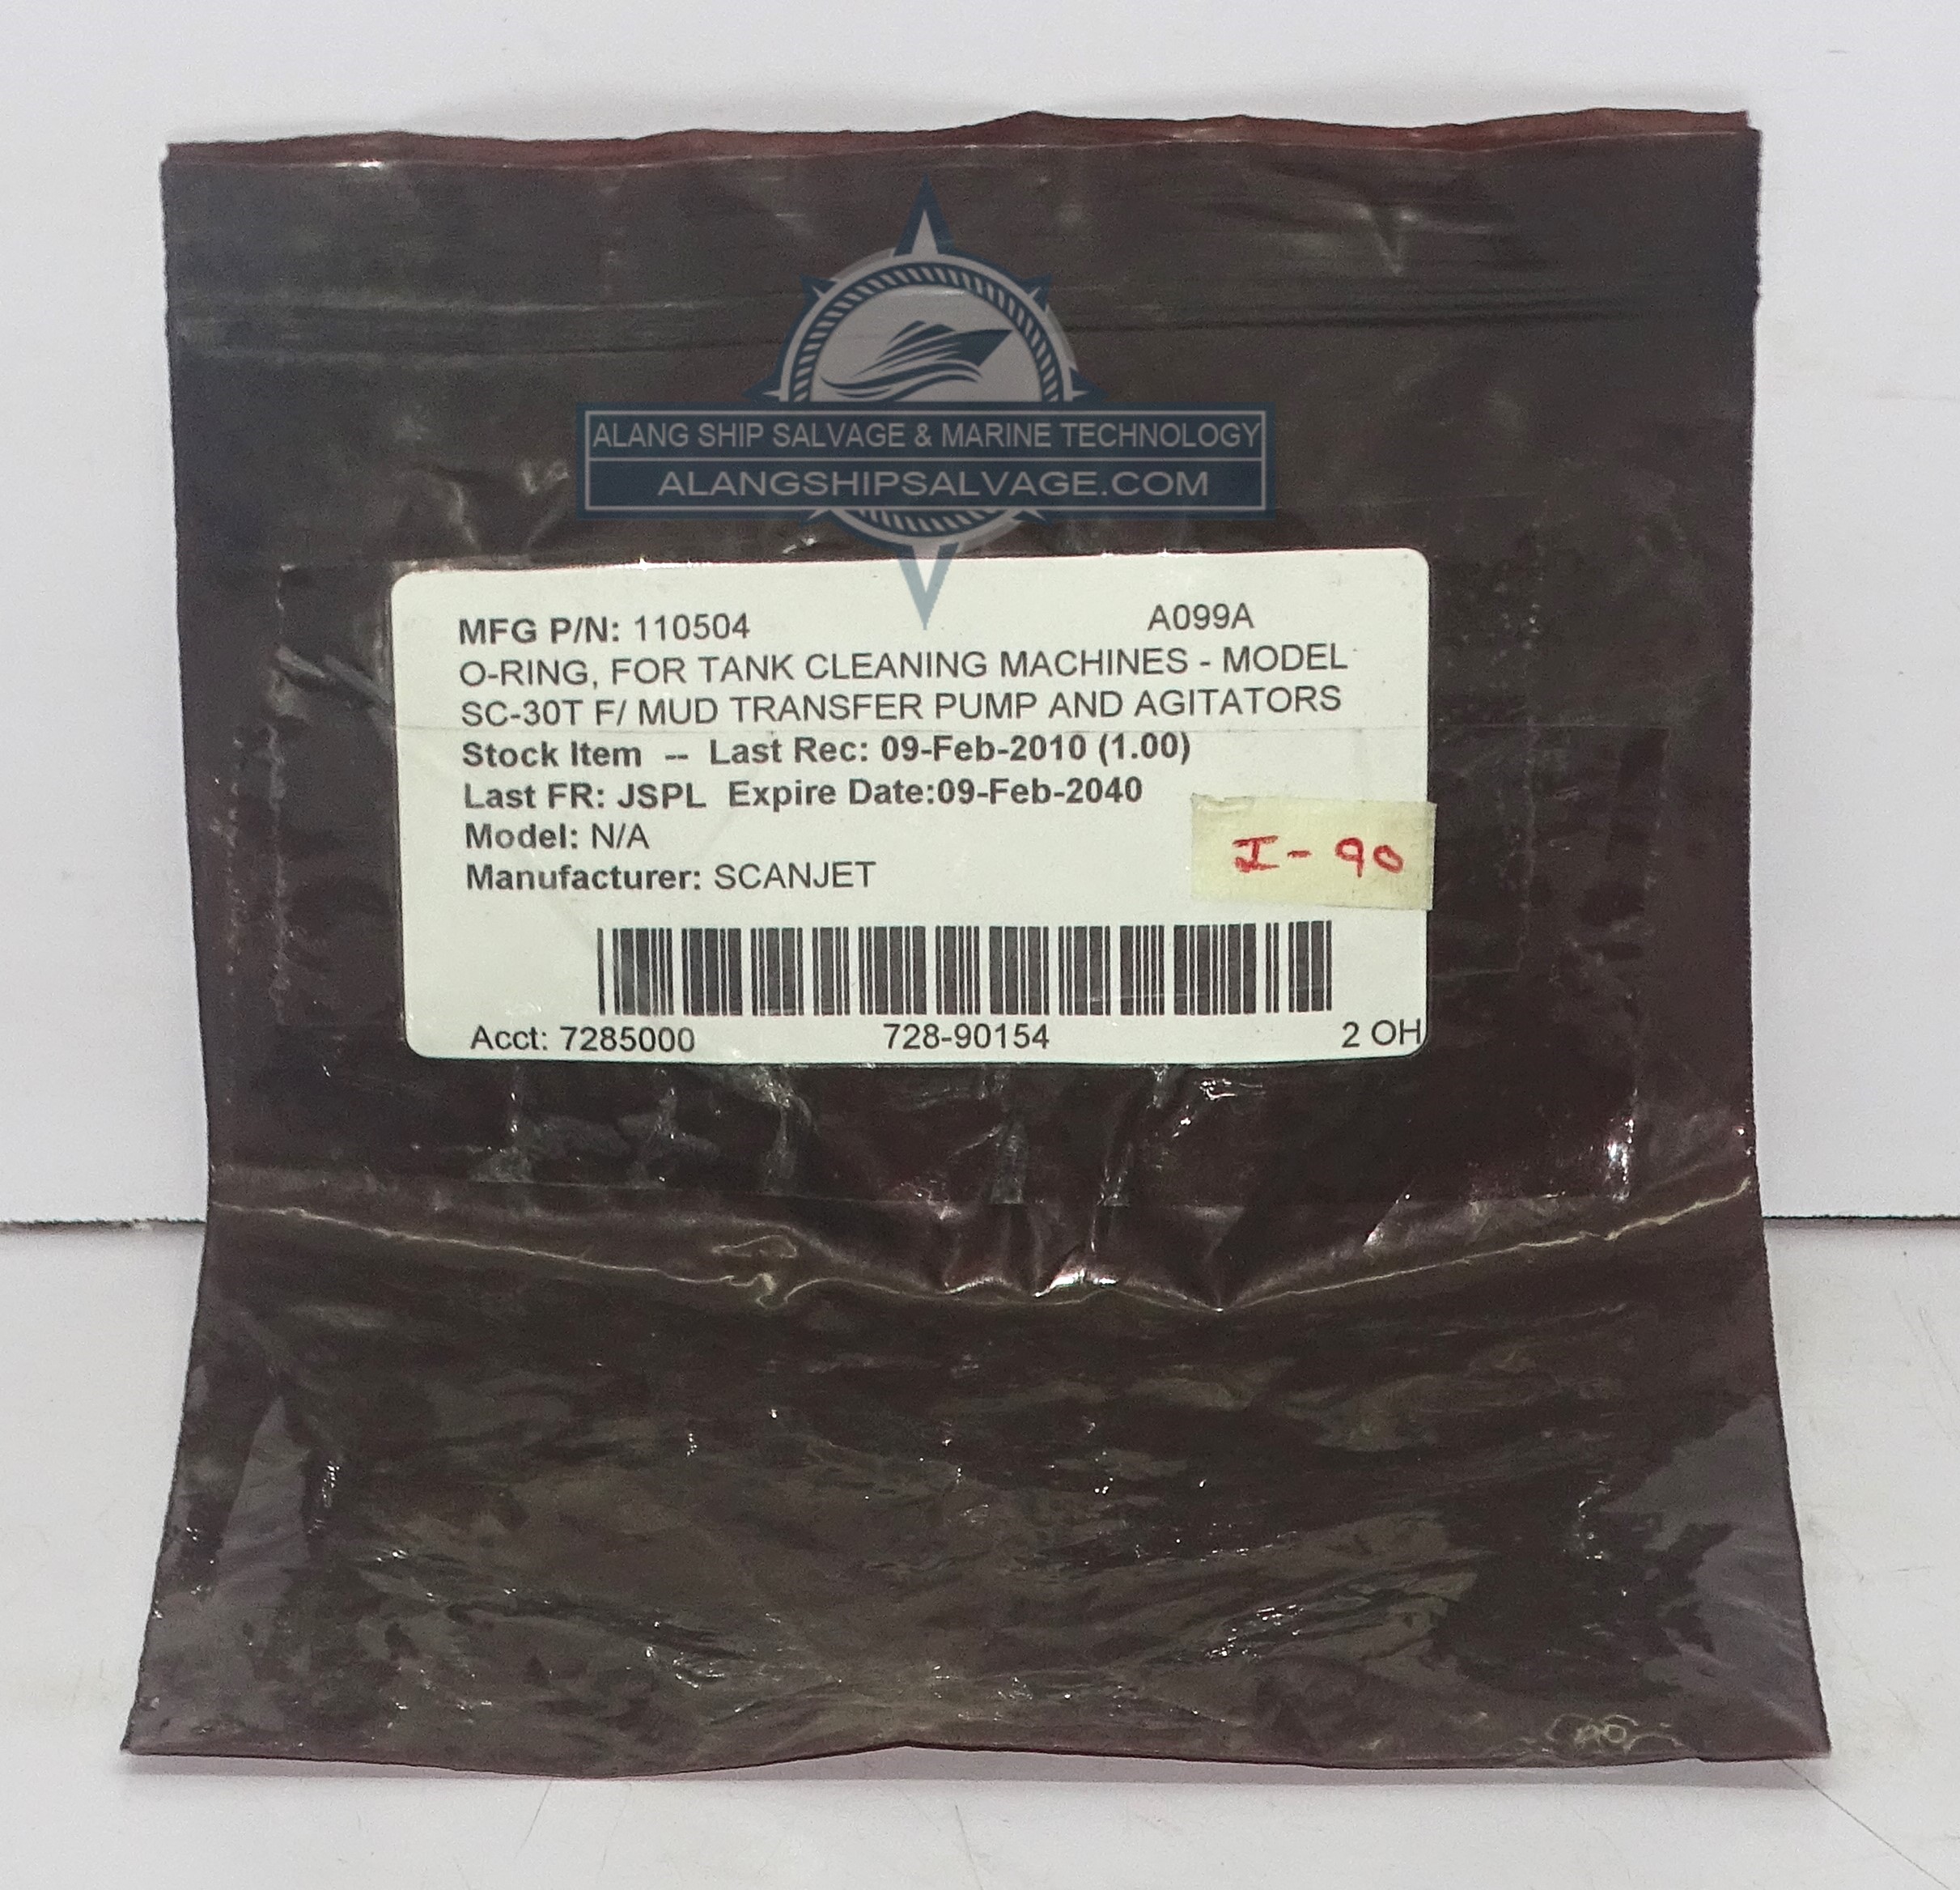 ALANG SHIP SALVAGE & MARINE TECHNOLOGY
ALANGSHIPSALVAGE.COM
MFG P/N: 110504 A099A
O-RING, FOR TANK CLEANING MACHINES - MODEL
SC-30T F/ MUD TRANSFER PUMP AND AGITATORS
Stock Item -- Last Rec: 09-Feb-2010 (1.00)
Last FR: JSPL Expire Date:09-Feb-2040
Model: N/A
I-90
Manufacturer: SCANJET
Acct: 7285000 728-90154 2 OH